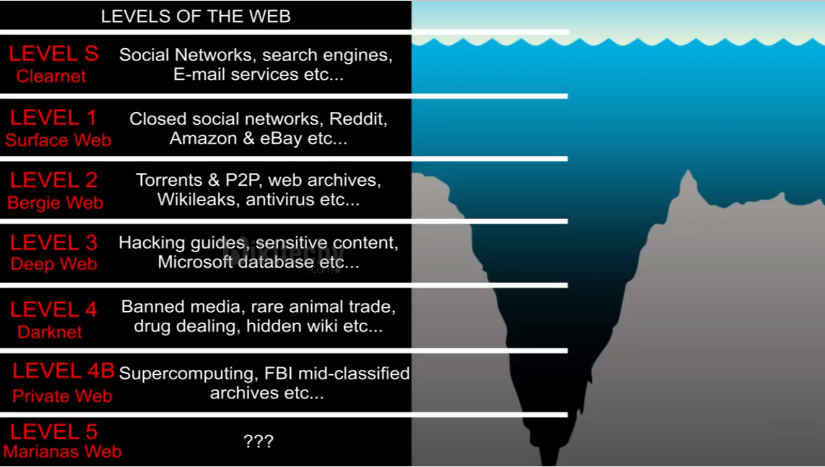 LEVELS OF THE WEB
LEVEL S
Clearnet
Social Networks, search engines,
E-mail services etc...
LEVEL 1
Surface Web
Closed social networks, Reddit,
Amazon & eBay etc...
LEVEL 2
Bergie Web
Torrents & P2P, web archives,
Wikileaks, antivirus etc...
LEVEL 3
Deep Web
Hacking guides, sensitive content,
Microsoft database etc...
LEVEL 4
Darknet
Banned media, rare animal trade,
drug dealing, hidden wiki etc...
LEVEL 4B
Private Web
Supercomputing, FBI mid-classified
archives etc...
LEVEL 5
Marianas Web
???